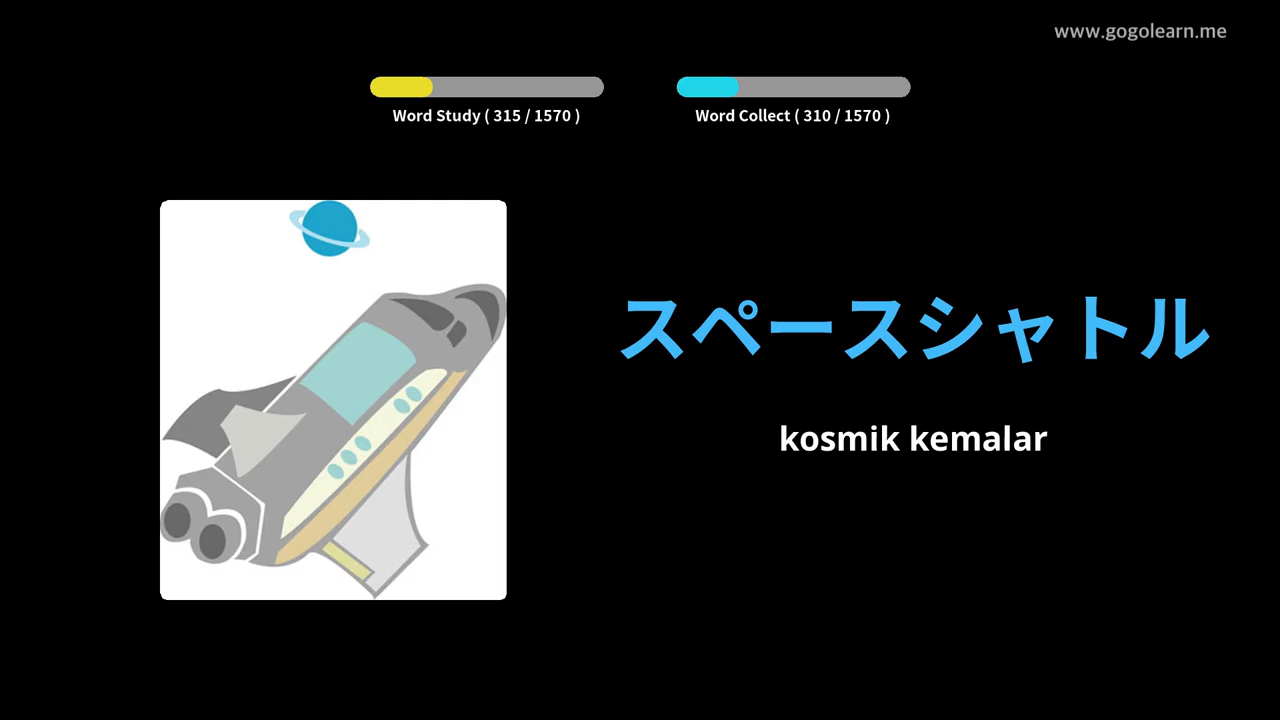 www.gogolearn.me
Word Study ( 315 / 1570 )
Word Collect ( 310 / 1570 )
スペースシャトル
kosmik kemalar